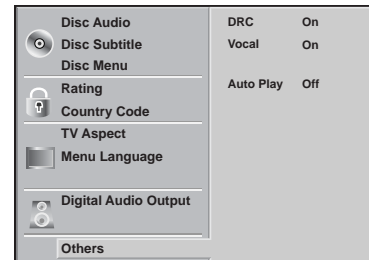 Disc Audio
Disc Subtitle
Disc Menu
Rating
Country Code
TV Aspect
Menu Language
Digital Audio Output
Others
DRC On
Vocal On
Auto Play Off